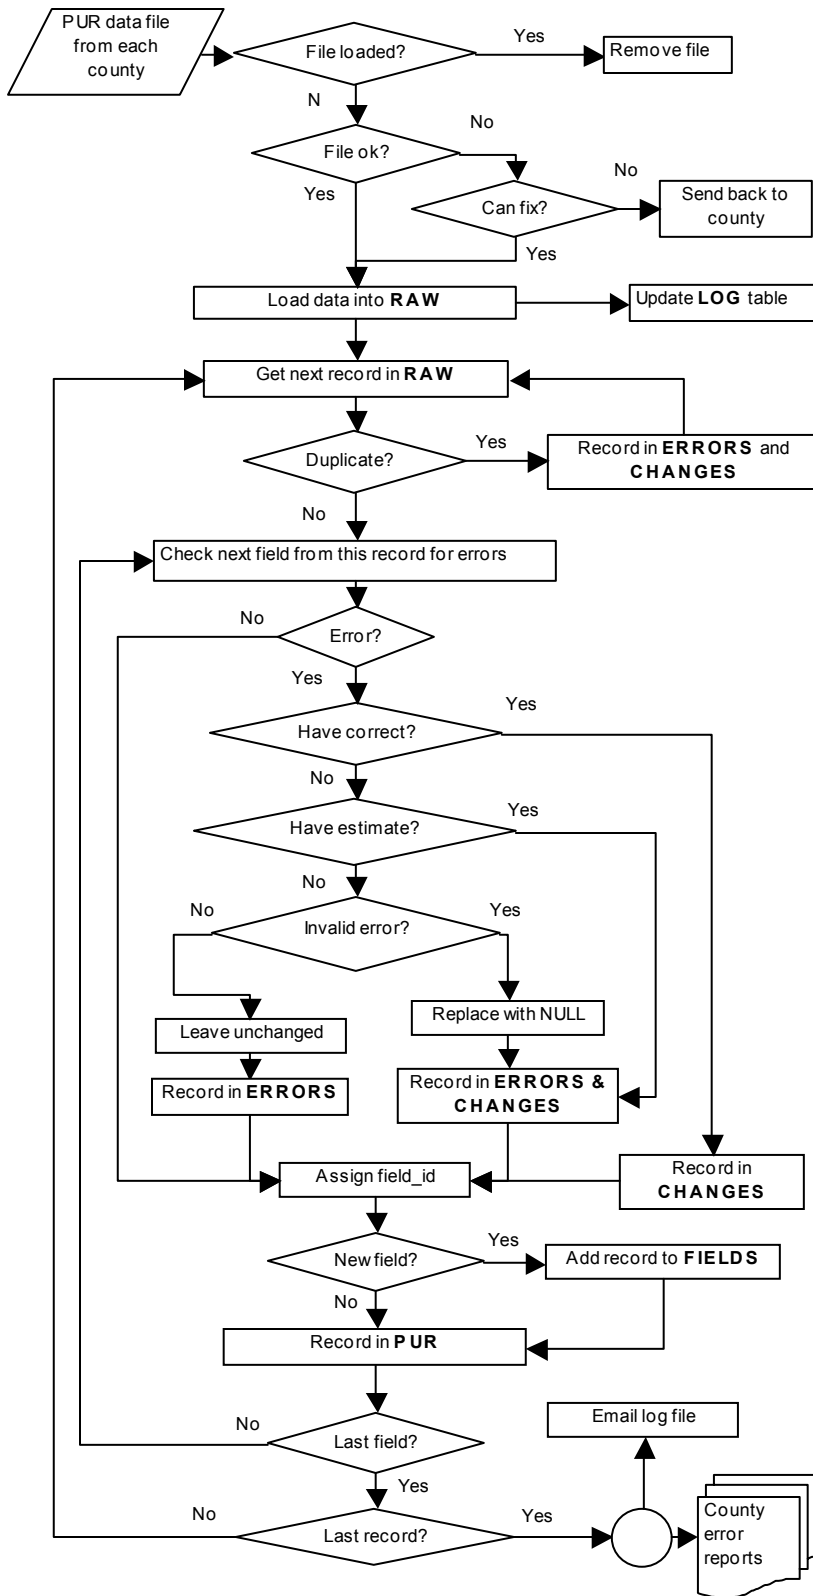 PUR data file
from each
county
File loaded?
Yes
Remove file
N
File ok?
No
Yes
Can fix?
No
Send back to
county
Yes
Load data into RAW
Update LOG table
Get next record in RAW
Duplicate?
Yes
Record in ERRORS and
CHANGES
No
Check next field from this record for errors
No
Error?
Yes
Have correct?
Yes
No
Have estimate?
Yes
No
No
Invalid error?
Yes
Leave unchanged
Replace with NULL
Record in ERRORS
Record in ERRORS &
CHANGES
Assign field_id
Record in
CHANGES
New field?
Yes
Add record to FIELDS
No
Record in PUR
No
Last field?
Email log file
Yes
No
Last record?
Yes
County
error
reports